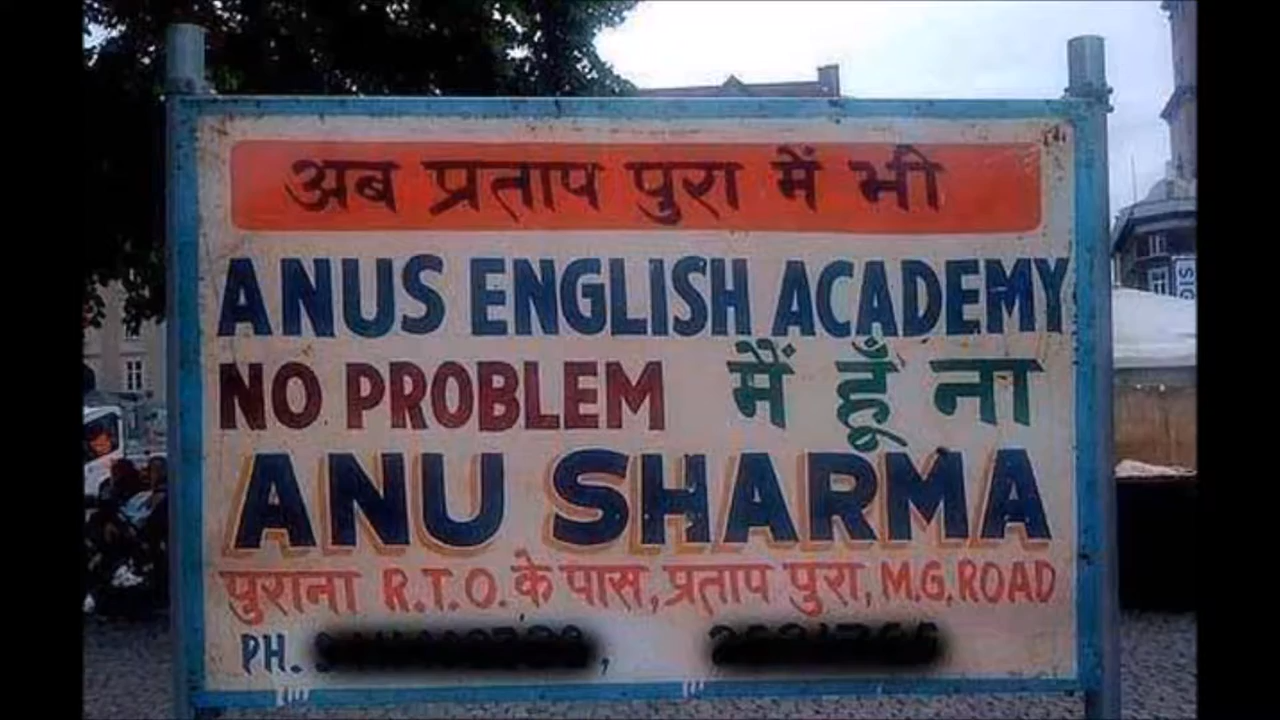 अब प्रताप पुरा में भी
ANUS ENGLISH ACADEMY
NO PROBLEM मैं हूँ ना
ANU SHARMA
पुराना R.T.O. के पास, प्रताप पुरा, M.G. ROAD
PH.